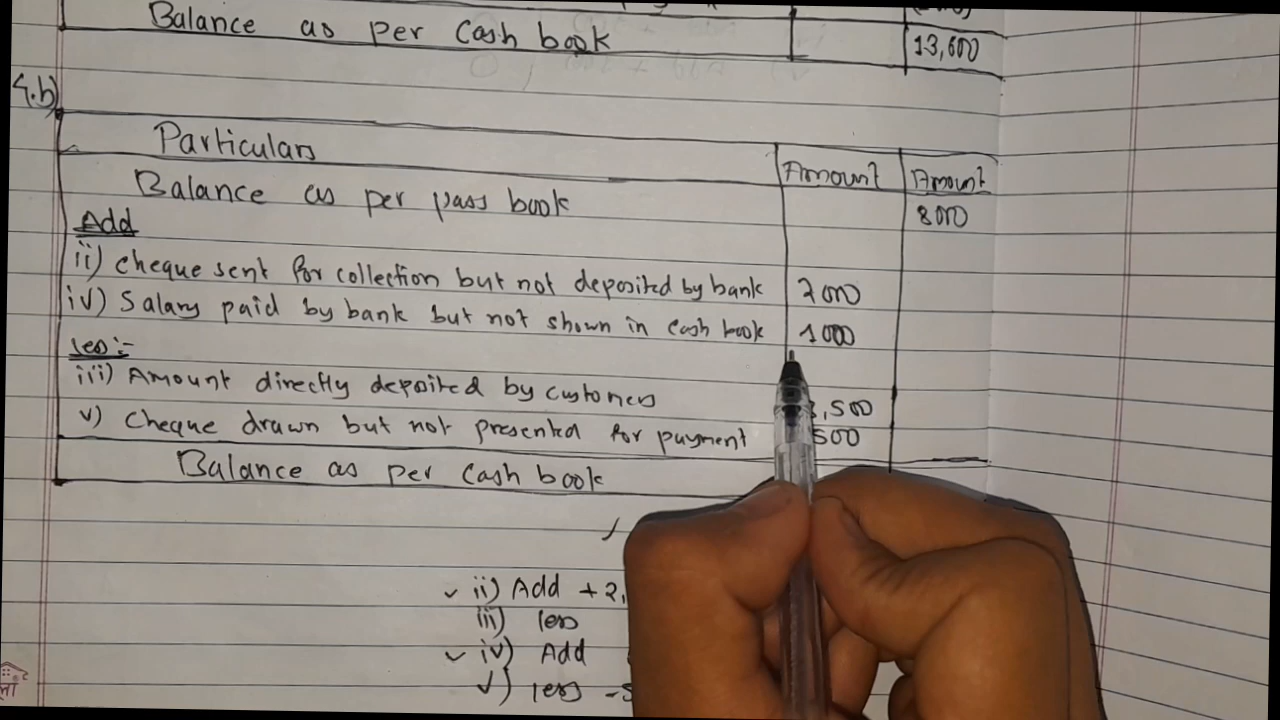 Balance as per Cash book 13,600
4.b)
Particulars Amount Amount
Balance as per pass book 8000
Add
ii) Cheque sent for collection but not deposited by bank 2000
iv) Salary paid by bank but not shown in cash book 1000
less:-
iii) Amount directly deposited by customers ,500
v) Cheque drawn but not presented for payment 500
Balance as per Cash book
✓ ii) Add +2,
iii) less
✓ iv) Add
v) less -5